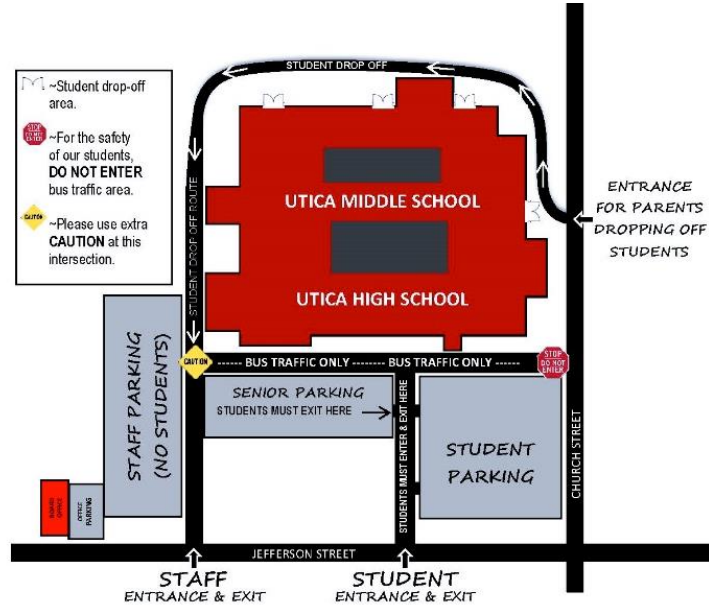 STUDENT DROP OFF
~Student drop-off
area.
STOP
DO NOT
ENTER
~For the safety
of our students,
DO NOT ENTER
bus traffic area.
CAUTION
~Please use extra
CAUTION at this
intersection.
STUDENT DROP OFF ROUTE
UTICA MIDDLE SCHOOL
UTICA HIGH SCHOOL
ENTRANCE
FOR PARENTS
DROPPING OFF
STUDENTS
CAUTION
----- BUS TRAFFIC ONLY ----- BUS TRAFFIC ONLY -----
STOP
DO NOT
ENTER
STAFF PARKING
(NO STUDENTS)
SENIOR PARKING
STUDENTS MUST EXIT HERE
STUDENTS MUST ENTER & EXIT HERE
STUDENT
PARKING
CHURCH STREET
OFFICE
PARKING
JEFFERSON STREET
STAFF
ENTRANCE & EXIT
STUDENT
ENTRANCE & EXIT